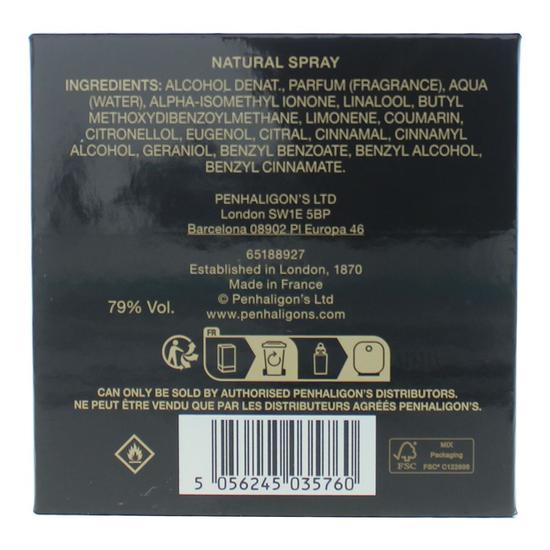 NATURAL SPRAY
INGREDIENTS: ALCOHOL DENAT., PARFUM (FRAGRANCE), AQUA
(WATER), ALPHA-ISOMETHYL IONONE, LINALOOL, BUTYL
METHOXYDIBENZOYLMETHANE, LIMONENE, COUMARIN,
CITRONELLOL, EUGENOL, CITRAL, CINNAMAL, CINNAMYL
ALCOHOL, GERANIOL, BENZYL BENZOATE, BENZYL ALCOHOL,
BENZYL CINNAMATE.
PENHALIGON'S LTD
London SW1E 5BP
Barcelona 08902 Pl Europa 46
65188927
Established in London, 1870
Made in France
© Penhaligon's Ltd
www.penhaligons.com
79% Vol.
FR
CAN ONLY BE SOLD BY AUTHORISED PENHALIGON'S DISTRIBUTORS.
NE PEUT ÊTRE VENDU QUE PAR LES DISTRIBUTEURS AGRÉÉS PENHALIGON'S.
5 056245 035760
FSC
MIX
Packaging
FSC®